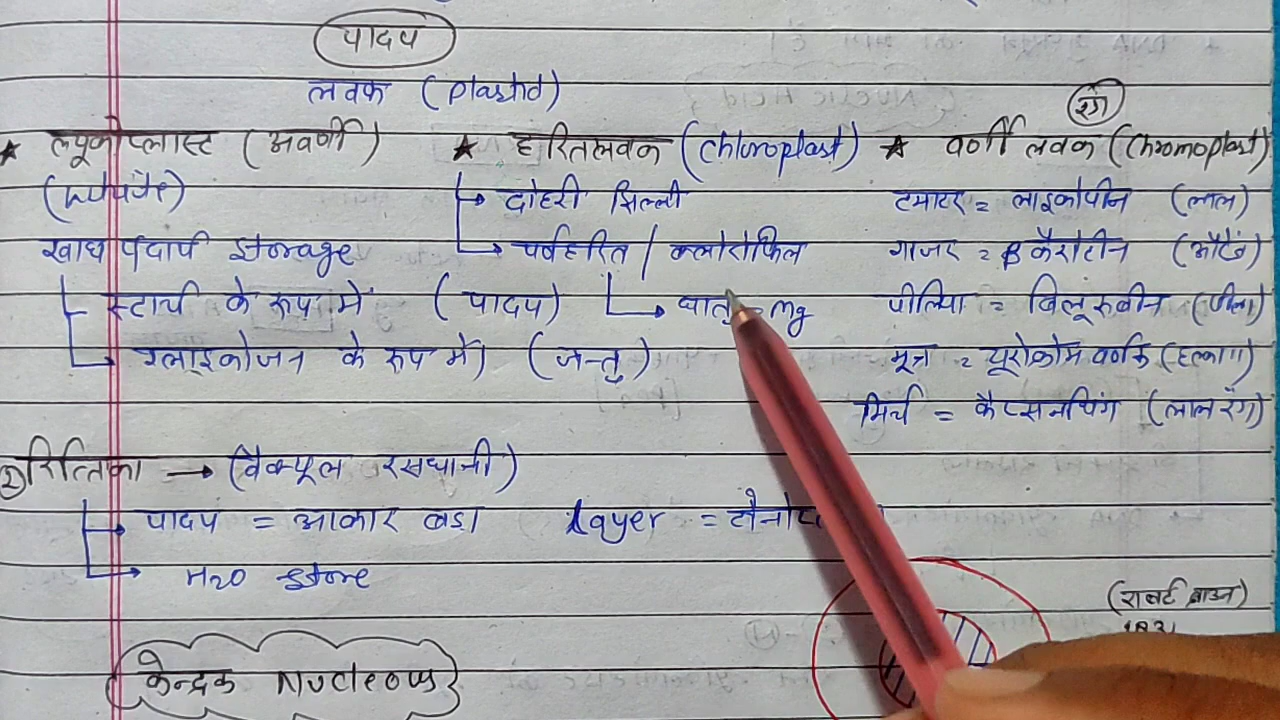 पादप
लवक (Plastid)
रंग
★ ल्यूकोप्लास्ट (अवर्णी) ★ हरितलवक (Chloroplast) ★ वर्णी लवक (Chromoplast)
(white) → दोहरी झिल्ली टमाटर = लाइकोपीन (लाल)
खाद्य पदार्थ storage → पर्णहरित / क्लोरोफिल गाजर = β कैरोटीन (औरेंज)
स्टार्च के रूप में (पादप) → धातु = mg पीलिया = बिलुरुबीन (पीला)
→ ग्लाइकोजन के रूप में) (जन्तु) मूत्र = यूरोक्रोम वर्णक (हल्का)
मिर्च = कैप्सनथिंग (लाल रंग)
② रित्तिका → (वैक्यूल रसधानी)
→ पादप = आकार बडा Layer =
→ H2O Store
(राबर्ट ब्राउन)
1831
केन्द्रक Nucleous